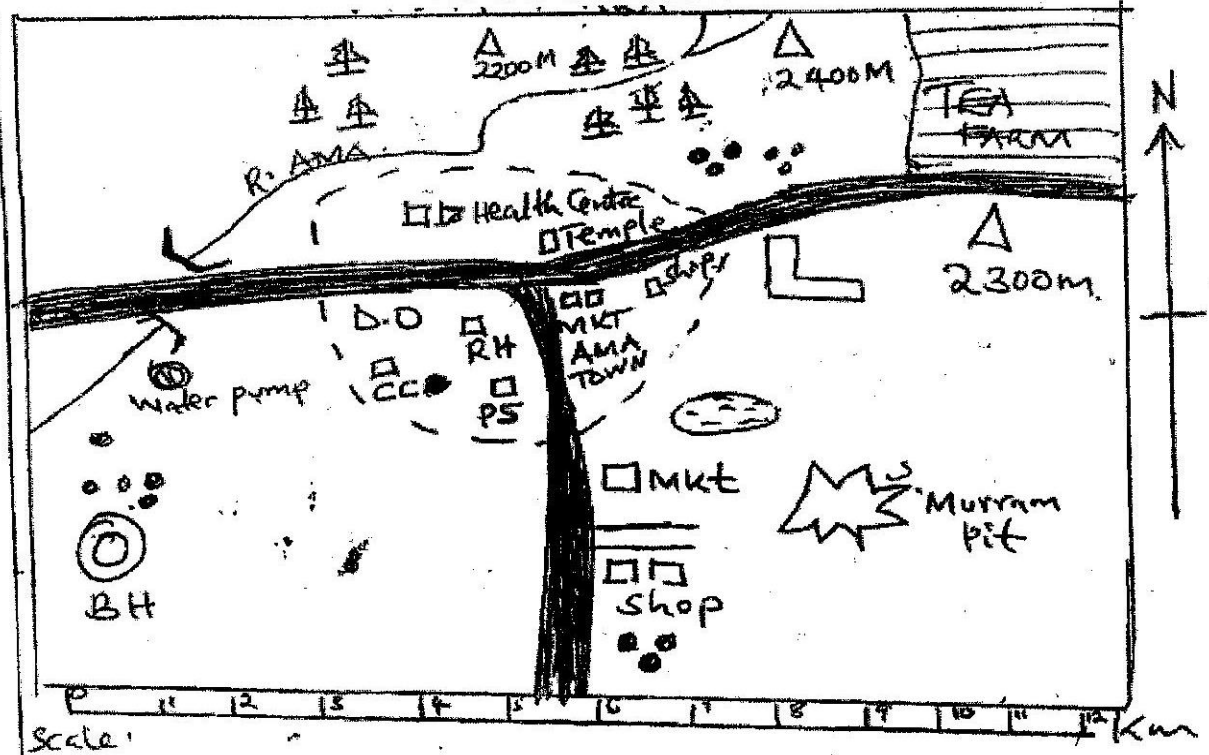 2200M
2400M
TEA
FARM
N
R. AMA
Health Centre
Temple
Shops
2300m.
D.O
RH
MKT
AMA
TOWN
CC
PS
Water pump
Mkt
Murram
pit
BH
Shop
0 1 2 3 4 5 6 7 8 9 10 11 12 Km
Scale: